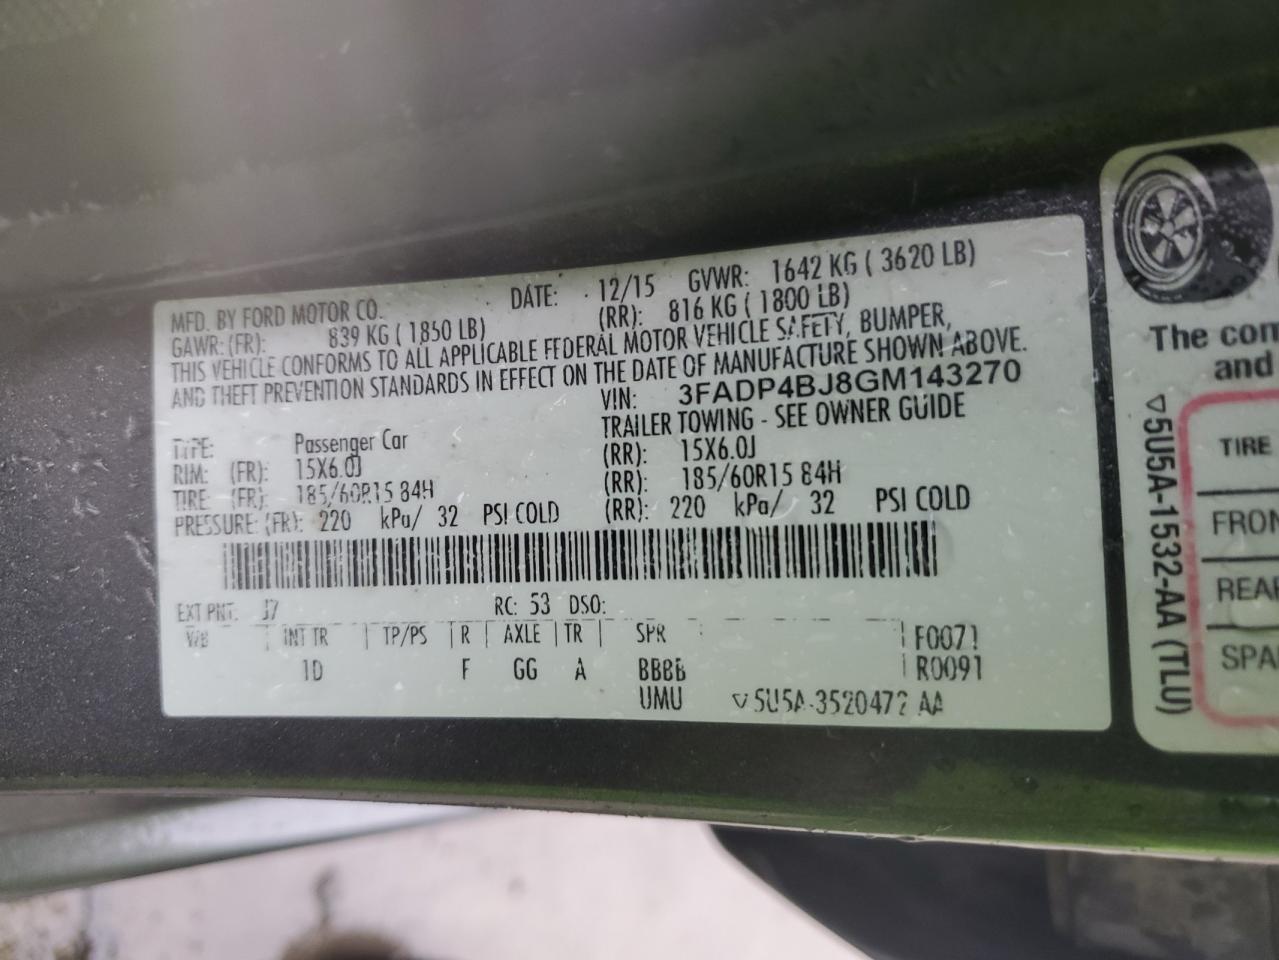 MFD. BY FORD MOTOR CO. DATE: 12/15 GVWR: 1642 KG ( 3620 LB)
GAWR: (FR): 839 KG ( 1850 LB) (RR): 816 KG ( 1800 LB)
THIS VEHICLE CONFORMS TO ALL APPLICABLE FEDERAL MOTOR VEHICLE SAFETY, BUMPER,
AND THEFT PREVENTION STANDARDS IN EFFECT ON THE DATE OF MANUFACTURE SHOWN ABOVE.
VIN: 3FADP4BJ8GM143270
TYPE: Passenger Car TRAILER TOWING - SEE OWNER GUIDE
RIM: (FR): 15X6.0J (RR): 15X6.0J
TIRE: (FR): 185/60R15 84H (RR): 185/60R15 84H
PRESSURE: (FR): 220 kPa/ 32 PSI COLD (RR): 220 kPa/ 32 PSI COLD
EXT PNT: J7 RC: 53 DSO:
WB | INT TR | TP/PS | R | AXLE | TR | SPR | F0071
1D F GG A BBBB | R0091
UMU ▽5U5A-3520472 AA
The con
and
▽5U5A-1532-AA (TLU)
TIRE
FRON
REAR
SPA